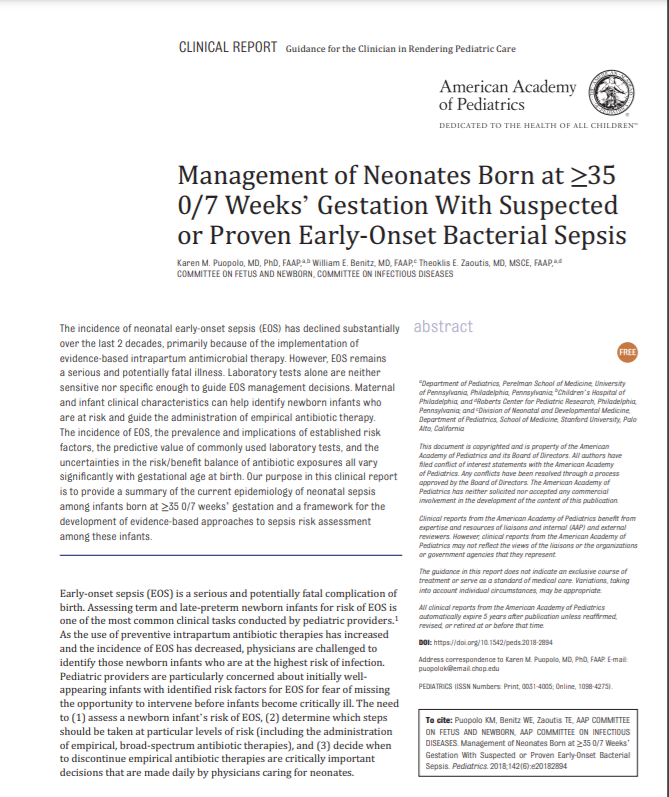 CLINICAL REPORT Guidance for the Clinician in Rendering Pediatric Care
American Academy
of Pediatrics
DEDICATED TO THE HEALTH OF ALL CHILDREN™
Management of Neonates Born at ≥35
0/7 Weeks’ Gestation With Suspected
or Proven Early-Onset Bacterial Sepsis
Karen M. Puopolo, MD, PhD, FAAP,a,b William E. Benitz, MD, FAAP,c Theoklis E. Zaoutis, MD, MSCE, FAAP,a,d
COMMITTEE ON FETUS AND NEWBORN, COMMITTEE ON INFECTIOUS DISEASES
The incidence of neonatal early-onset sepsis (EOS) has declined substantially
over the last 2 decades, primarily because of the implementation of
evidence-based intrapartum antimicrobial therapy. However, EOS remains
a serious and potentially fatal illness. Laboratory tests alone are neither
sensitive nor specific enough to guide EOS management decisions. Maternal
and infant clinical characteristics can help identify newborn infants who
are at risk and guide the administration of empirical antibiotic therapy.
The incidence of EOS, the prevalence and implications of established risk
factors, the predictive value of commonly used laboratory tests, and the
uncertainties in the risk/benefit balance of antibiotic exposures all vary
significantly with gestational age at birth. Our purpose in this clinical report
is to provide a summary of the current epidemiology of neonatal sepsis
among infants born at ≥35 0/7 weeks’ gestation and a framework for the
development of evidence-based approaches to sepsis risk assessment
among these infants.
Early-onset sepsis (EOS) is a serious and potentially fatal complication of
birth. Assessing term and late-preterm newborn infants for risk of EOS is
one of the most common clinical tasks conducted by pediatric providers.1
As the use of preventive intrapartum antibiotic therapies has increased
and the incidence of EOS has decreased, physicians are challenged to
identify those newborn infants who are at the highest risk of infection.
Pediatric providers are particularly concerned about initially well-
appearing infants with identified risk factors for EOS for fear of missing
the opportunity to intervene before infants become critically ill. The need
to (1) assess a newborn infant’s risk of EOS, (2) determine which steps
should be taken at particular levels of risk (including the administration
of empirical, broad-spectrum antibiotic therapies), and (3) decide when
to discontinue empirical antibiotic therapies are critically important
decisions that are made daily by physicians caring for neonates.
abstract
FREE
aDepartment of Pediatrics, Perelman School of Medicine, University
of Pennsylvania, Philadelphia, Pennsylvania; bChildren’s Hospital of
Philadelphia, and dRoberts Center for Pediatric Research, Philadelphia,
Pennsylvania; and cDivision of Neonatal and Developmental Medicine,
Department of Pediatrics, School of Medicine, Stanford University, Palo
Alto, California
This document is copyrighted and is property of the American
Academy of Pediatrics and its Board of Directors. All authors have
filed conflict of interest statements with the American Academy
of Pediatrics. Any conflicts have been resolved through a process
approved by the Board of Directors. The American Academy of
Pediatrics has neither solicited nor accepted any commercial
involvement in the development of the content of this publication.
Clinical reports from the American Academy of Pediatrics benefit from
expertise and resources of liaisons and internal (AAP) and external
reviewers. However, clinical reports from the American Academy of
Pediatrics may not reflect the views of the liaisons or the organizations
or government agencies that they represent.
The guidance in this report does not indicate an exclusive course of
treatment or serve as a standard of medical care. Variations, taking
into account individual circumstances, may be appropriate.
All clinical reports from the American Academy of Pediatrics
automatically expire 5 years after publication unless reaffirmed,
revised, or retired at or before that time.
DOI: https://doi.org/10.1542/peds.2018-2894
Address correspondence to Karen M. Puopolo, MD, PhD, FAAP. E-mail:
puopolok@email.chop.edu
PEDIATRICS (ISSN Numbers: Print, 0031-4005; Online, 1098-4275).
To cite: Puopolo KM, Benitz WE, Zaoutis TE, AAP COMMITTEE
ON FETUS AND NEWBORN, AAP COMMITTEE ON INFECTIOUS
DISEASES. Management of Neonates Born at ≥35 0/7 Weeks’
Gestation With Suspected or Proven Early-Onset Bacterial
Sepsis. Pediatrics. 2018;142(6):e20182894